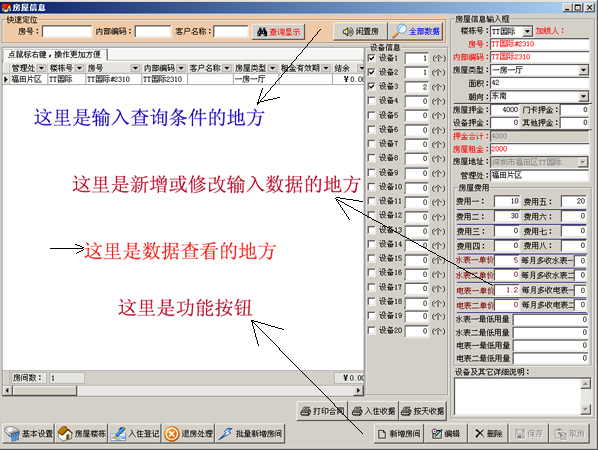 房屋信息
快速定位
房号： 内部编码： 客户名称： 查询显示 闲置房 全部数据
点鼠标右键，操作更加方便
管理处 楼栋号 房号 内部编码 客户名称 房屋类型 租金有效期 结余
福田片区 TT国际 TT国际#2310 TT国际2310 一房一厅 ￥0.00
这里是输入查询条件的地方
这里是新增或修改输入数据的地方
这里是数据查看的地方
这里是功能按钮
房间数： 1 ￥0.00
设备信息
设备1 1 (个)
设备2 1 (个)
设备3 2 (个)
设备4 0 (个)
设备5 0 (个)
设备6 0 (个)
设备7 0 (个)
设备8 0 (个)
设备9 0 (个)
设备10 0 (个)
设备11 0 (个)
设备12 0 (个)
设备13 0 (个)
设备14 0 (个)
设备15 0 (个)
设备16 0 (个)
设备17 0 (个)
设备18 0 (个)
设备19 0 (个)
设备20 0 (个)
房屋信息输入框
楼栋号： TT国际 加锁人：
房号： TT国际#2310
内部编码： TT国际2310
房屋类型： 一房一厅
面积： 42
朝向： 东南
房屋押金： 4000 门卡押金： 0
设备押金： 0 其他押金： 0
押金合计： 4000
房屋租金： 2000
房屋地址： 深圳市福田区TT国际
管理处： 福田片区
房屋费用
费用一： 10 费用五： 20
费用二： 30 费用六： 0
费用三： 0 费用七： 0
费用四： 0 费用八： 0
水表一单价 5 每月多收水表一 0
水表二单价 0 每月多收水表二 0
电表一单价 1.2 每月多收电表一 0
电表二单价 0 每月多收电表二 0
水表一最低用量 0
水表二最低用量 0
电表一最低用量 0
电表二最低用量 0
设备及其它详细说明：
打印合同 入住收据 按天收据
基本设置 房屋楼栋 入住登记 退房处理 批量新增房间 新增房间 编辑 删除 保存 取消